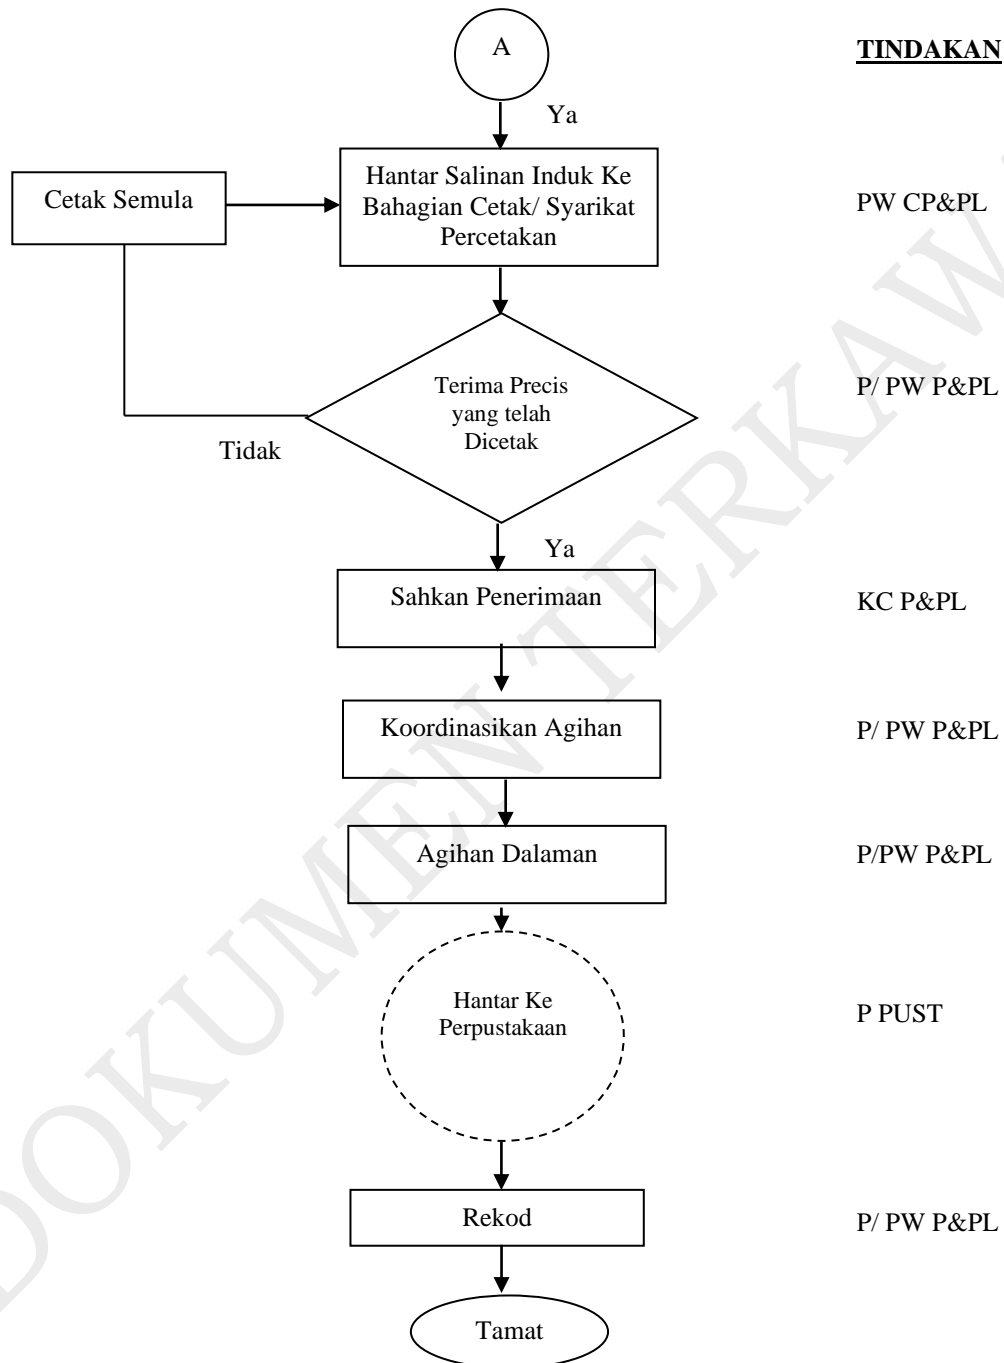 A
TINDAKAN
Ya
Cetak Semula
Hantar Salinan Induk Ke
Bahagian Cetak/ Syarikat
Percetakan
PW CP&PL
Terima Precis
yang telah
Dicetak
P/ PW P&PL
Tidak
Ya
Sahkan Penerimaan
KC P&PL
Koordinasikan Agihan
P/ PW P&PL
Agihan Dalaman
P/PW P&PL
Hantar Ke
Perpustakaan
P PUST
Rekod
P/ PW P&PL
Tamat
DOKUMEN TERKAW